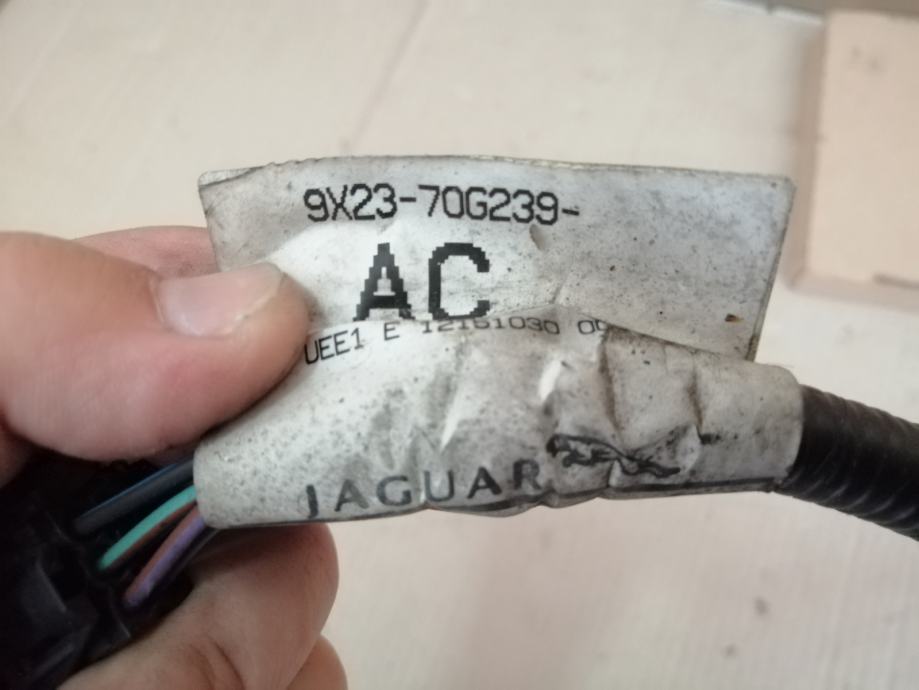 9X23-70G239-
AC
UEE1 E 12151030
JAGUAR